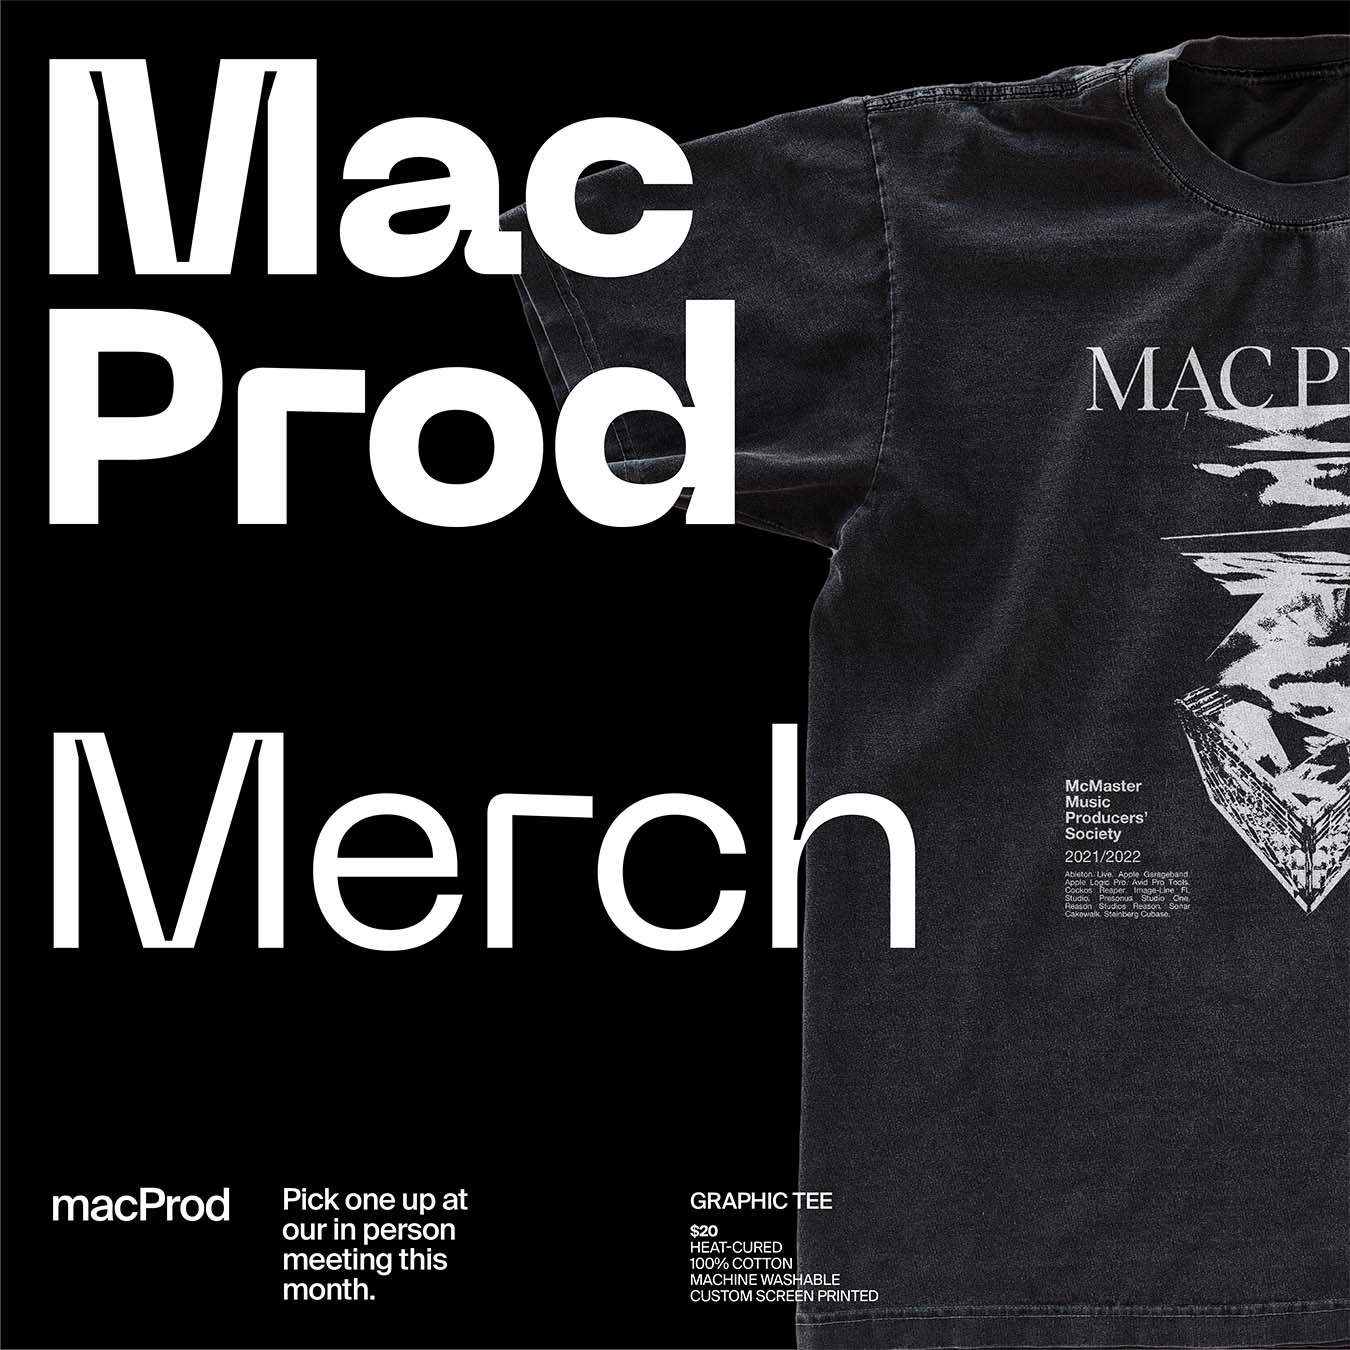 Mac
Prod
Merch
MAC P
McMaster
Music
Producers’
Society
2021/2022
Ableton Live. Apple Garageband.
Apple Logic Pro. Avid Pro Tools.
Cockos Reaper. Image-Line FL
Studio. Presonus Studio One.
Reason Studios Reason. Sonar
Cakewalk. Steinberg Cubase.
macProd
Pick one up at
our in person
meeting this
month.
GRAPHIC TEE
$20
HEAT-CURED
100% COTTON
MACHINE WASHABLE
CUSTOM SCREEN PRINTED